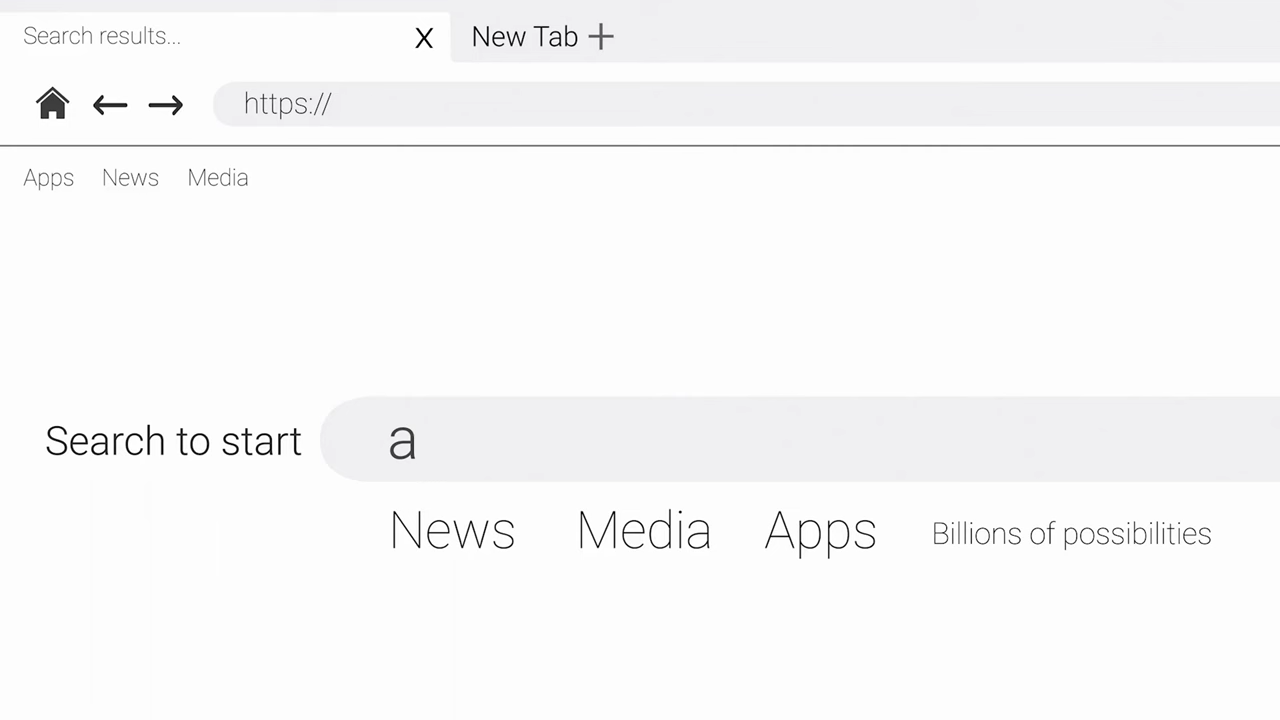 Search results... X New Tab +
https://
Apps News Media
Search to start a
News Media Apps Billions of possibilities